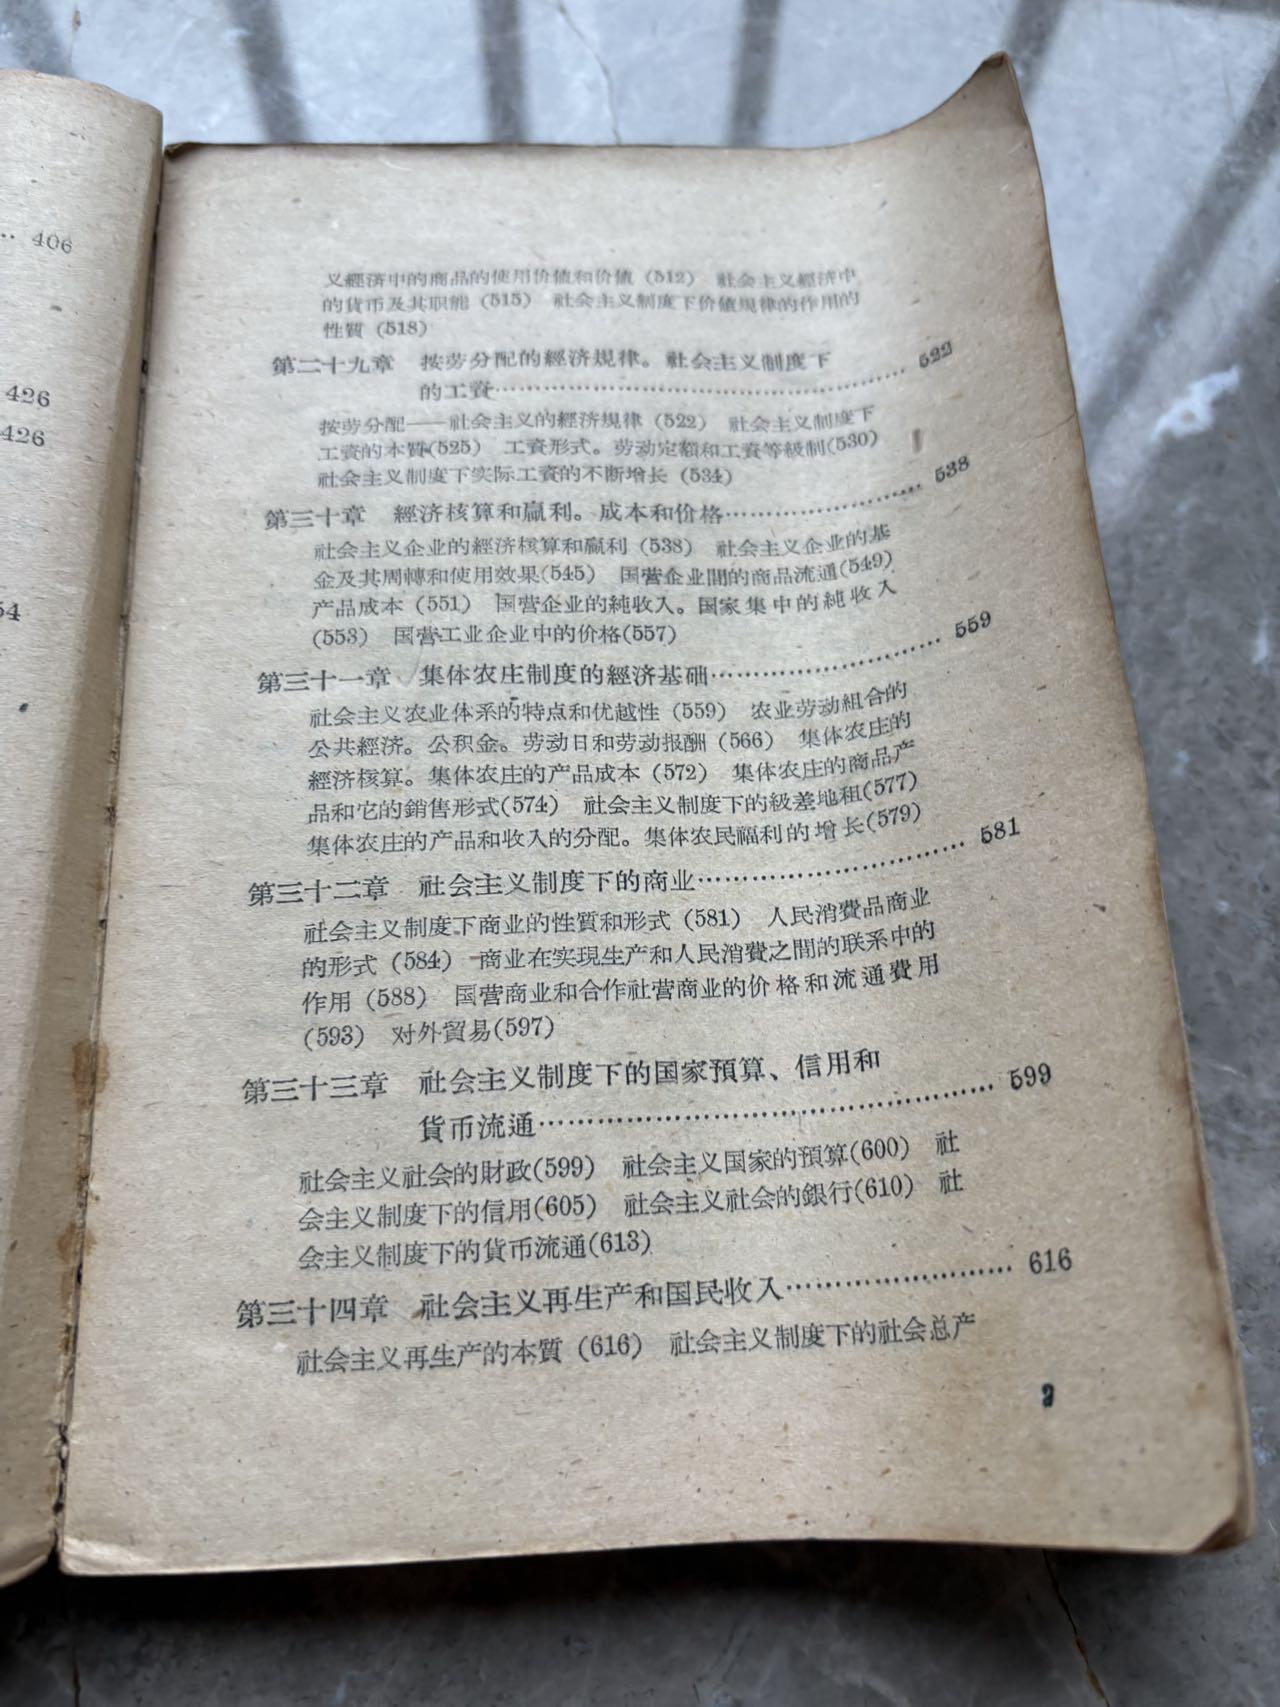 406
426
426
54
义經济中的商品的使用价值和价值 (512)　社会主义經济中
的貨币及其职能 (515)　社会主义制度下价值規律的作用的
性質 (518)
第二十九章　按劳分配的經济規律。社会主义制度下
的工資…………………………………………… 522
按劳分配——社会主义的經济規律 (522)　社会主义制度下
工資的本質(525)　工資形式。劳动定額和工資等級制(530)
社会主义制度下实际工資的不断增长 (534)
第三十章　經济核算和贏利。成本和价格…………………… 538
社会主义企业的經济核算和贏利 (538)　社会主义企业的基
金及其周轉和使用效果(545)　国营企业間的商品流通(549)
产品成本 (551)　国营企业的純收入。国家集中的純收入
(553)　国营工业企业中的价格(557)
第三十一章　集体农庄制度的經济基础…………………… 559
社会主义农业体系的特点和优越性 (559)　农业劳动組合的
公共經济。公积金。劳动日和劳动报酬 (566)　集体农庄的
經济核算。集体农庄的产品成本 (572)　集体农庄的商品产
品和它的銷售形式(574)　社会主义制度下的級差地租(577)
集体农庄的产品和收入的分配。集体农民福利的增长(579)
第三十二章　社会主义制度下的商业…………………… 581
社会主义制度下商业的性質和形式 (581)　人民消費品商业
的形式 (584)　商业在实現生产和人民消費之間的联系中的
作用 (588)　国营商业和合作社营商业的价格和流通費用
(593)　对外貿易(597)
第三十三章　社会主义制度下的国家預算、信用和
貨币流通…………………………………………… 599
社会主义社会的財政(599)　社会主义国家的預算(600)　社
会主义制度下的信用(605)　社会主义社会的銀行(610)　社
会主义制度下的貨币流通(613)
第三十四章　社会主义再生产和国民收入…………………… 616
社会主义再生产的本質 (616)　社会主义制度下的社会总产